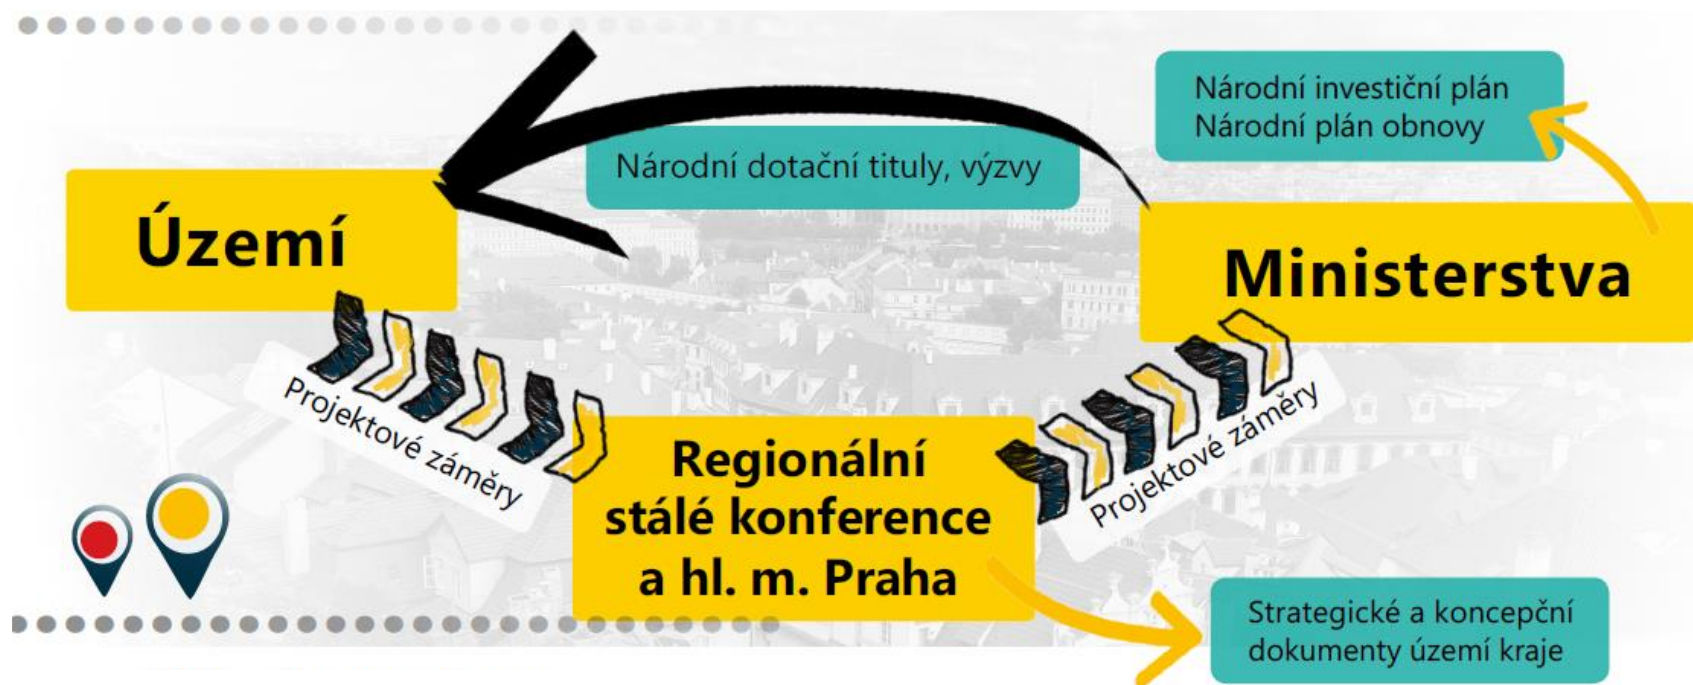 Národní investiční plán
Národní plán obnovy
Národní dotační tituly, výzvy
Území
Ministerstva
Projektové záměry
Projektové záměry
Regionální
stálé konference
a hl. m. Praha
Strategické a koncepční
dokumenty území kraje